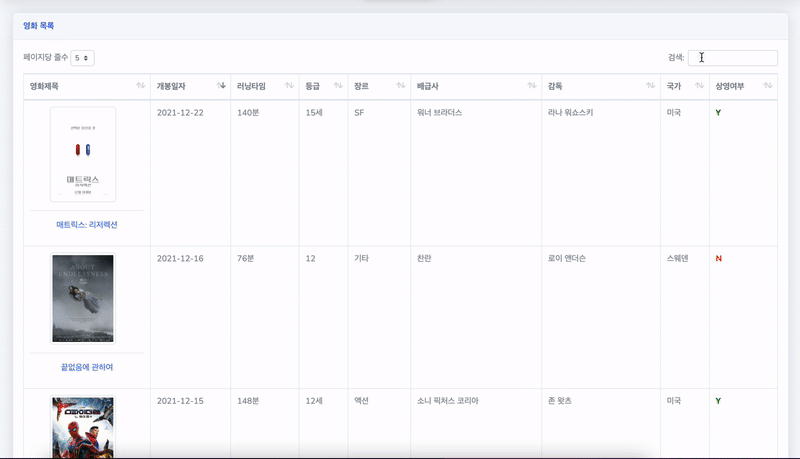 영화 목록
페이지당 줄수 5
검색:
영화제목 개봉일자 러닝타임 등급 장르 배급사 감독 국가 상영여부
2021-12-22 140분 15세 SF 워너 브라더스 라나 워쇼스키 미국 Y
매트릭스
매트릭스: 리저렉션
2021-12-16 76분 12 기타 찬란 로이 앤더슨 스웨덴 N
ABOUT
ENDLESSNESS
끝없음에 관하여
2021-12-15 148분 12세 액션 소니 픽처스 코리아 존 왓츠 미국 Y
스파이더맨